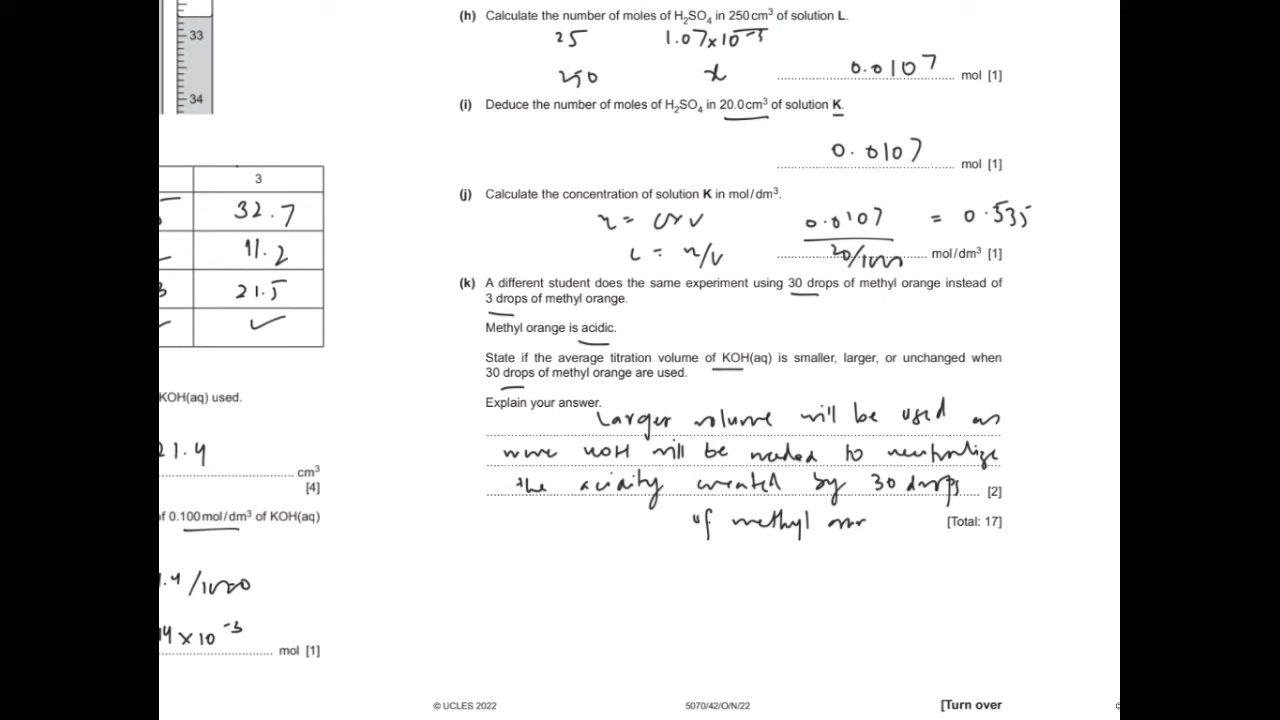 33
34
3
32.7
11.2
21.5
✓
KOH(aq) used.
21.4
cm³
[4]
of 0.100 mol/dm³ of KOH(aq)
.4/1000
14 × 10⁻³
mol [1]
(h) Calculate the number of moles of H₂SO₄ in 250 cm³ of solution L.
25 1.07×10⁻³
250 x 0.0107 mol [1]
(i) Deduce the number of moles of H₂SO₄ in 20.0 cm³ of solution K.
0.0107 mol [1]
(j) Calculate the concentration of solution K in mol/dm³.
n = c×v 0.0107 = 0.535
c = n/v 20/1000 mol/dm³ [1]
(k) A different student does the same experiment using 30 drops of methyl orange instead of
3 drops of methyl orange.
Methyl orange is acidic.
State if the average titration volume of KOH(aq) is smaller, larger, or unchanged when
30 drops of methyl orange are used.
Explain your answer.
Larger volume will be used as
more KOH will be needed to neutralize
the acidity created by 30 drops [2]
of methyl [Total: 17]
© UCLES 2022 5070/42/O/N/22 [Turn over